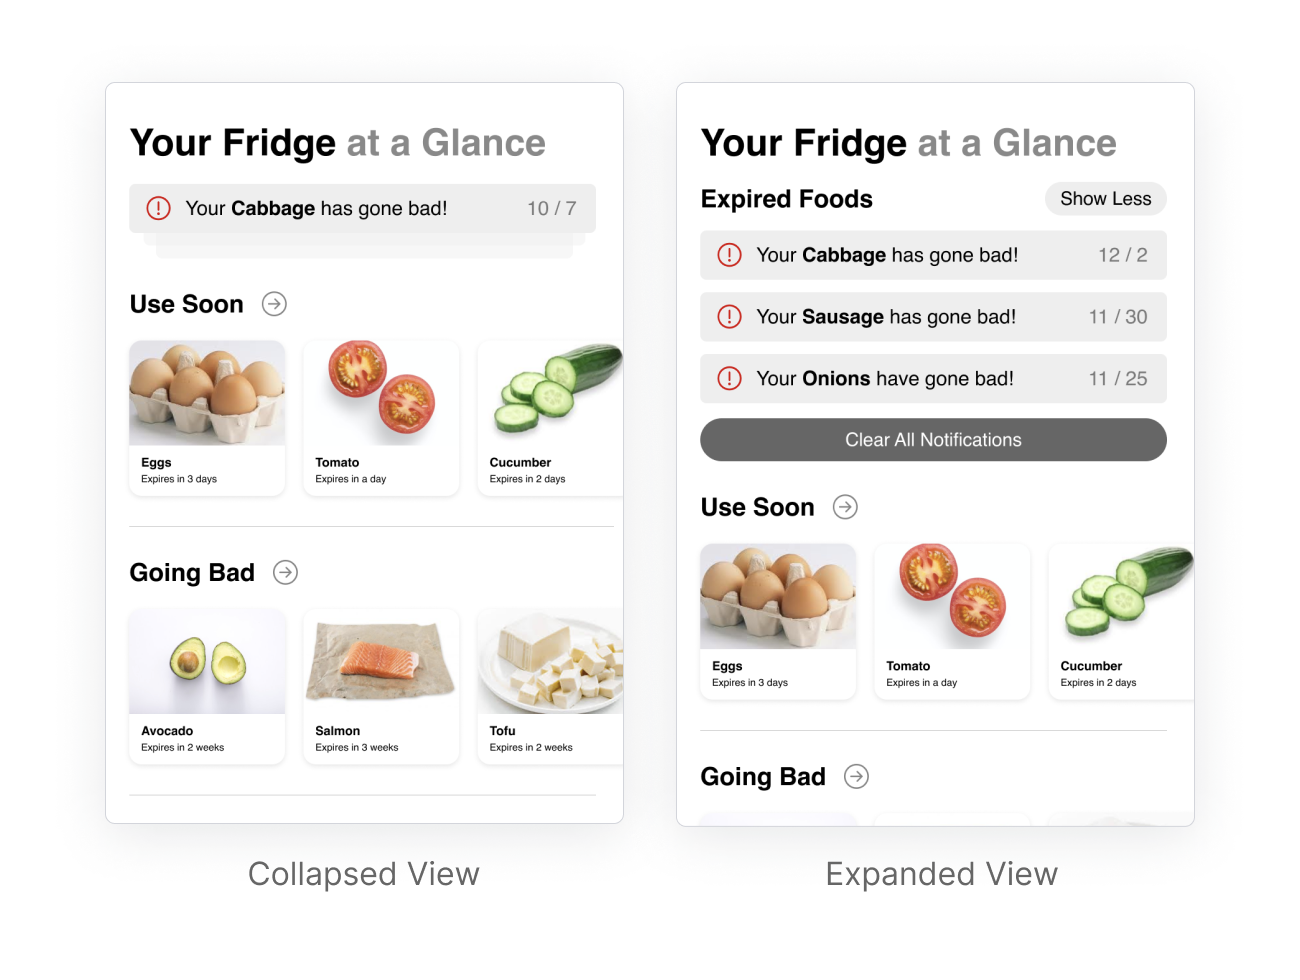 Your Fridge at a Glance
Your Cabbage has gone bad! 10 / 7
Use Soon
Eggs Tomato Cucumber
Expires in 3 days Expires in a day Expires in 2 days
Going Bad
Avocado Salmon Tofu
Expires in 2 weeks Expires in 3 weeks Expires in 2 weeks
Collapsed View
Your Fridge at a Glance
Expired Foods Show Less
Your Cabbage has gone bad! 12 / 2
Your Sausage has gone bad! 11 / 30
Your Onions have gone bad! 11 / 25
Clear All Notifications
Use Soon
Eggs Tomato Cucumber
Expires in 3 days Expires in a day Expires in 2 days
Going Bad
Expanded View